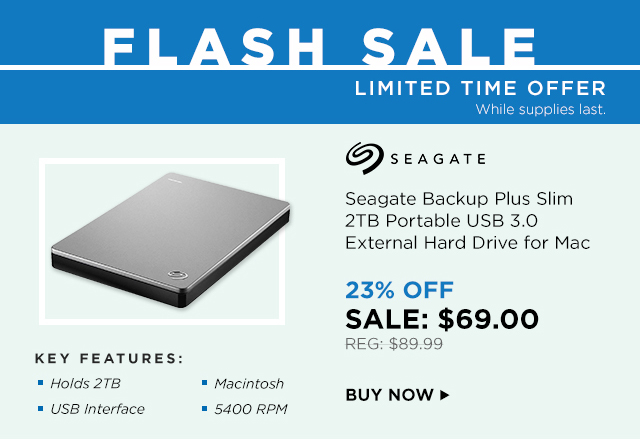 FLASH SALE
LIMITED TIME OFFER
While supplies last.
SEAGATE
Seagate Backup Plus Slim
2TB Portable USB 3.0
External Hard Drive for Mac
23% OFF
SALE: $69.00
REG: $89.99
BUY NOW
KEY FEATURES:
Holds 2TB
USB Interface
Macintosh
5400 RPM